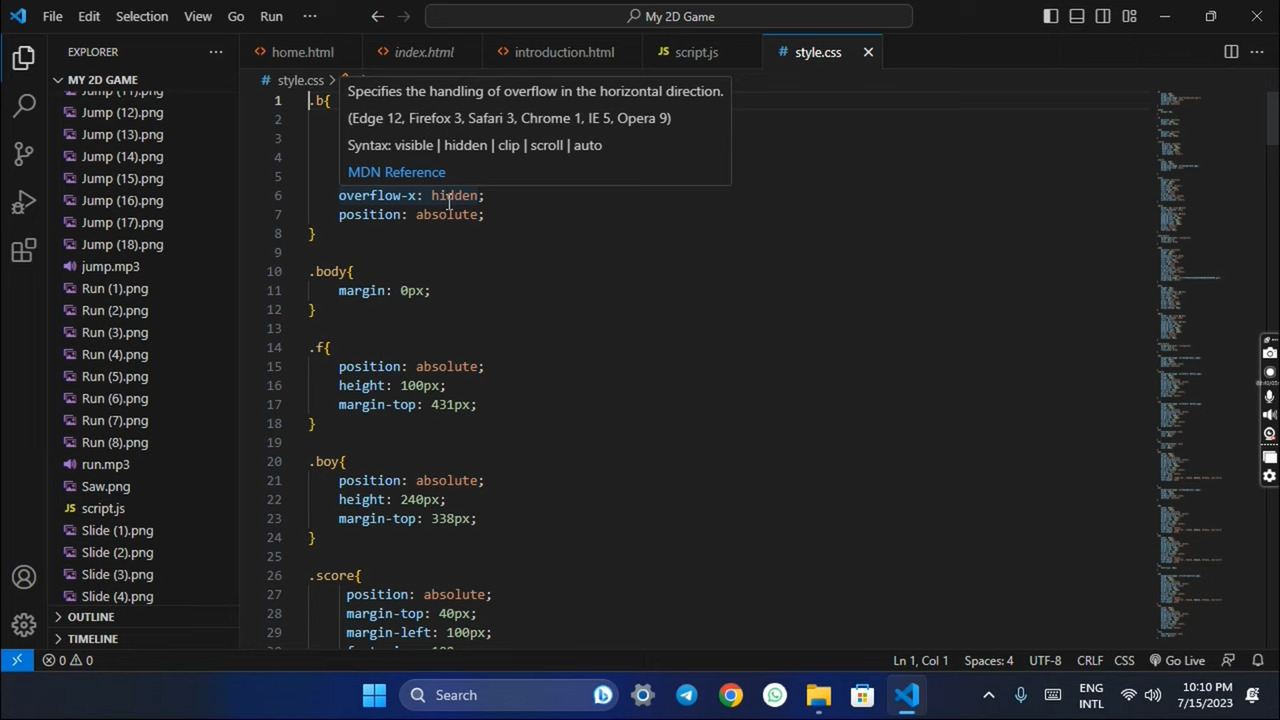 File Edit Selection View Go Run ··· My 2D Game
EXPLORER ···
MY 2D GAME
Jump (11).png
Jump (12).png
Jump (13).png
Jump (14).png
Jump (15).png
Jump (16).png
Jump (17).png
Jump (18).png
jump.mp3
Run (1).png
Run (2).png
Run (3).png
Run (4).png
Run (5).png
Run (6).png
Run (7).png
Run (8).png
run.mp3
Saw.png
JS script.js
Slide (1).png
Slide (2).png
Slide (3).png
Slide (4).png
OUTLINE
TIMELINE
<> home.html <> index.html <> introduction.html JS script.js # style.css
# style.css >
Specifies the handling of overflow in the horizontal direction.
(Edge 12, Firefox 3, Safari 3, Chrome 1, IE 5, Opera 9)
Syntax: visible | hidden | clip | scroll | auto
MDN Reference
1 .b{
2
3
4
5
6 overflow-x: hidden;
7 position: absolute;
8 }
9
10 .body{
11 margin: 0px;
12 }
13
14 .f{
15 position: absolute;
16 height: 100px;
17 margin-top: 431px;
18 }
19
20 .boy{
21 position: absolute;
22 height: 240px;
23 margin-top: 338px;
24 }
25
26 .score{
27 position: absolute;
28 margin-top: 40px;
29 margin-left: 100px;
0 0 Ln 1, Col 1 Spaces: 4 UTF-8 CRLF CSS Go Live
Search ENG INTL 10:10 PM 7/15/2023